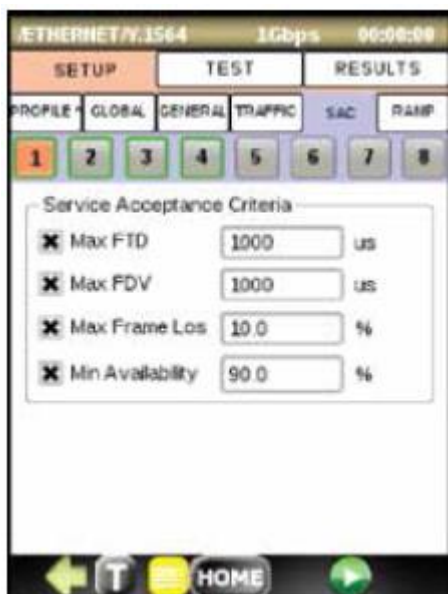 /ETHERNET/Y.1564 1Gbps 00:00:00
SETUP TEST RESULTS
PROFILE GLOBAL GENERAL TRAFFIC SAC RAMP
1 2 3 4 5 6 7 8
Service Acceptance Criteria
Max FTD 1000 us
Max FDV 1000 us
Max Frame Los 10.0 %
Min Availability 90.0 %
T HOME